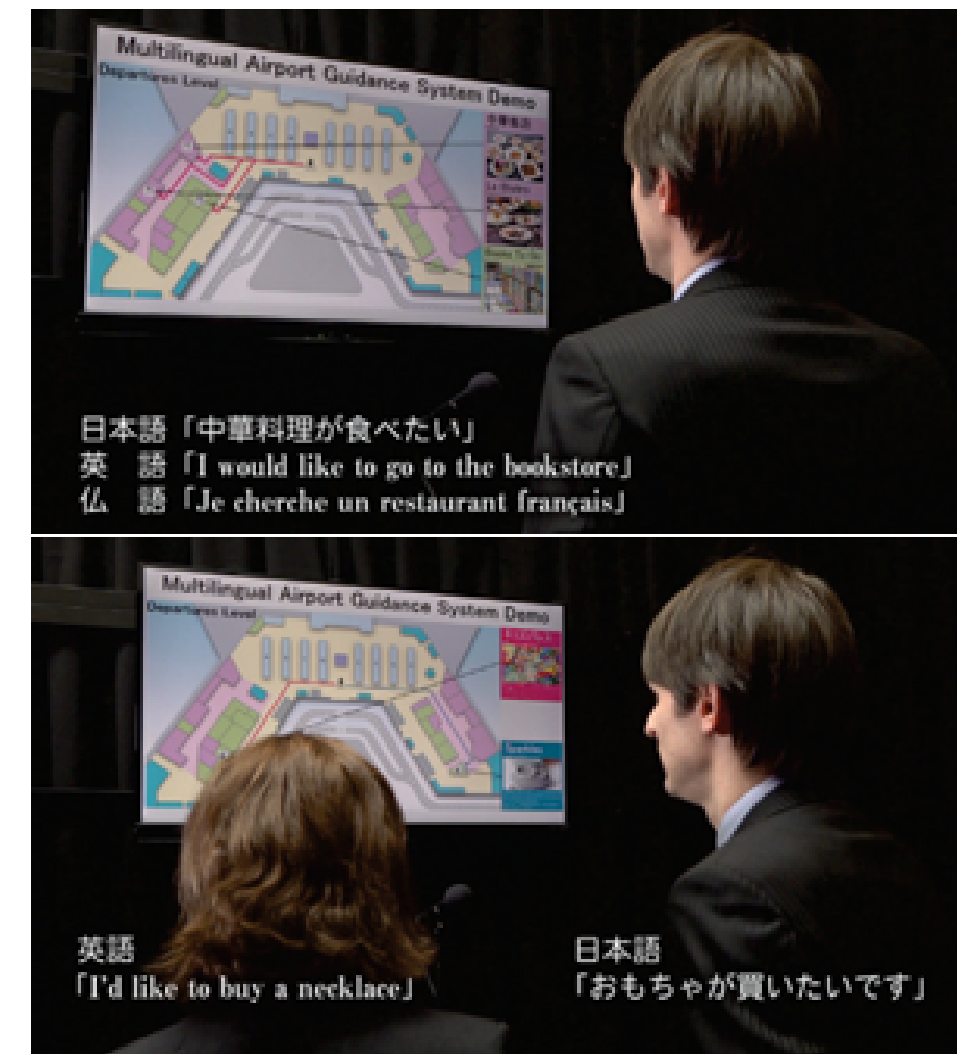 Multilingual Airport Guidance System Demo
Departures Level
La Bistro
日本語「中華料理が食べたい」
英　語「I would like to go to the bookstore」
仏　語「Je cherche un restaurant français」
Multilingual Airport Guidance System Demo
Departures Level
英語
「I'd like to buy a necklace」
日本語
「おもちゃが買いたいです」